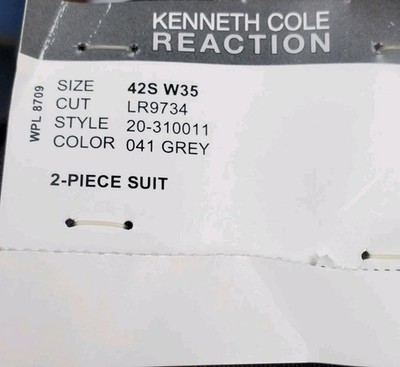 KENNETH COLE
REACTION
WPL 8709
SIZE 42S W35
CUT LR9734
STYLE 20-310011
COLOR 041 GREY
2-PIECE SUIT